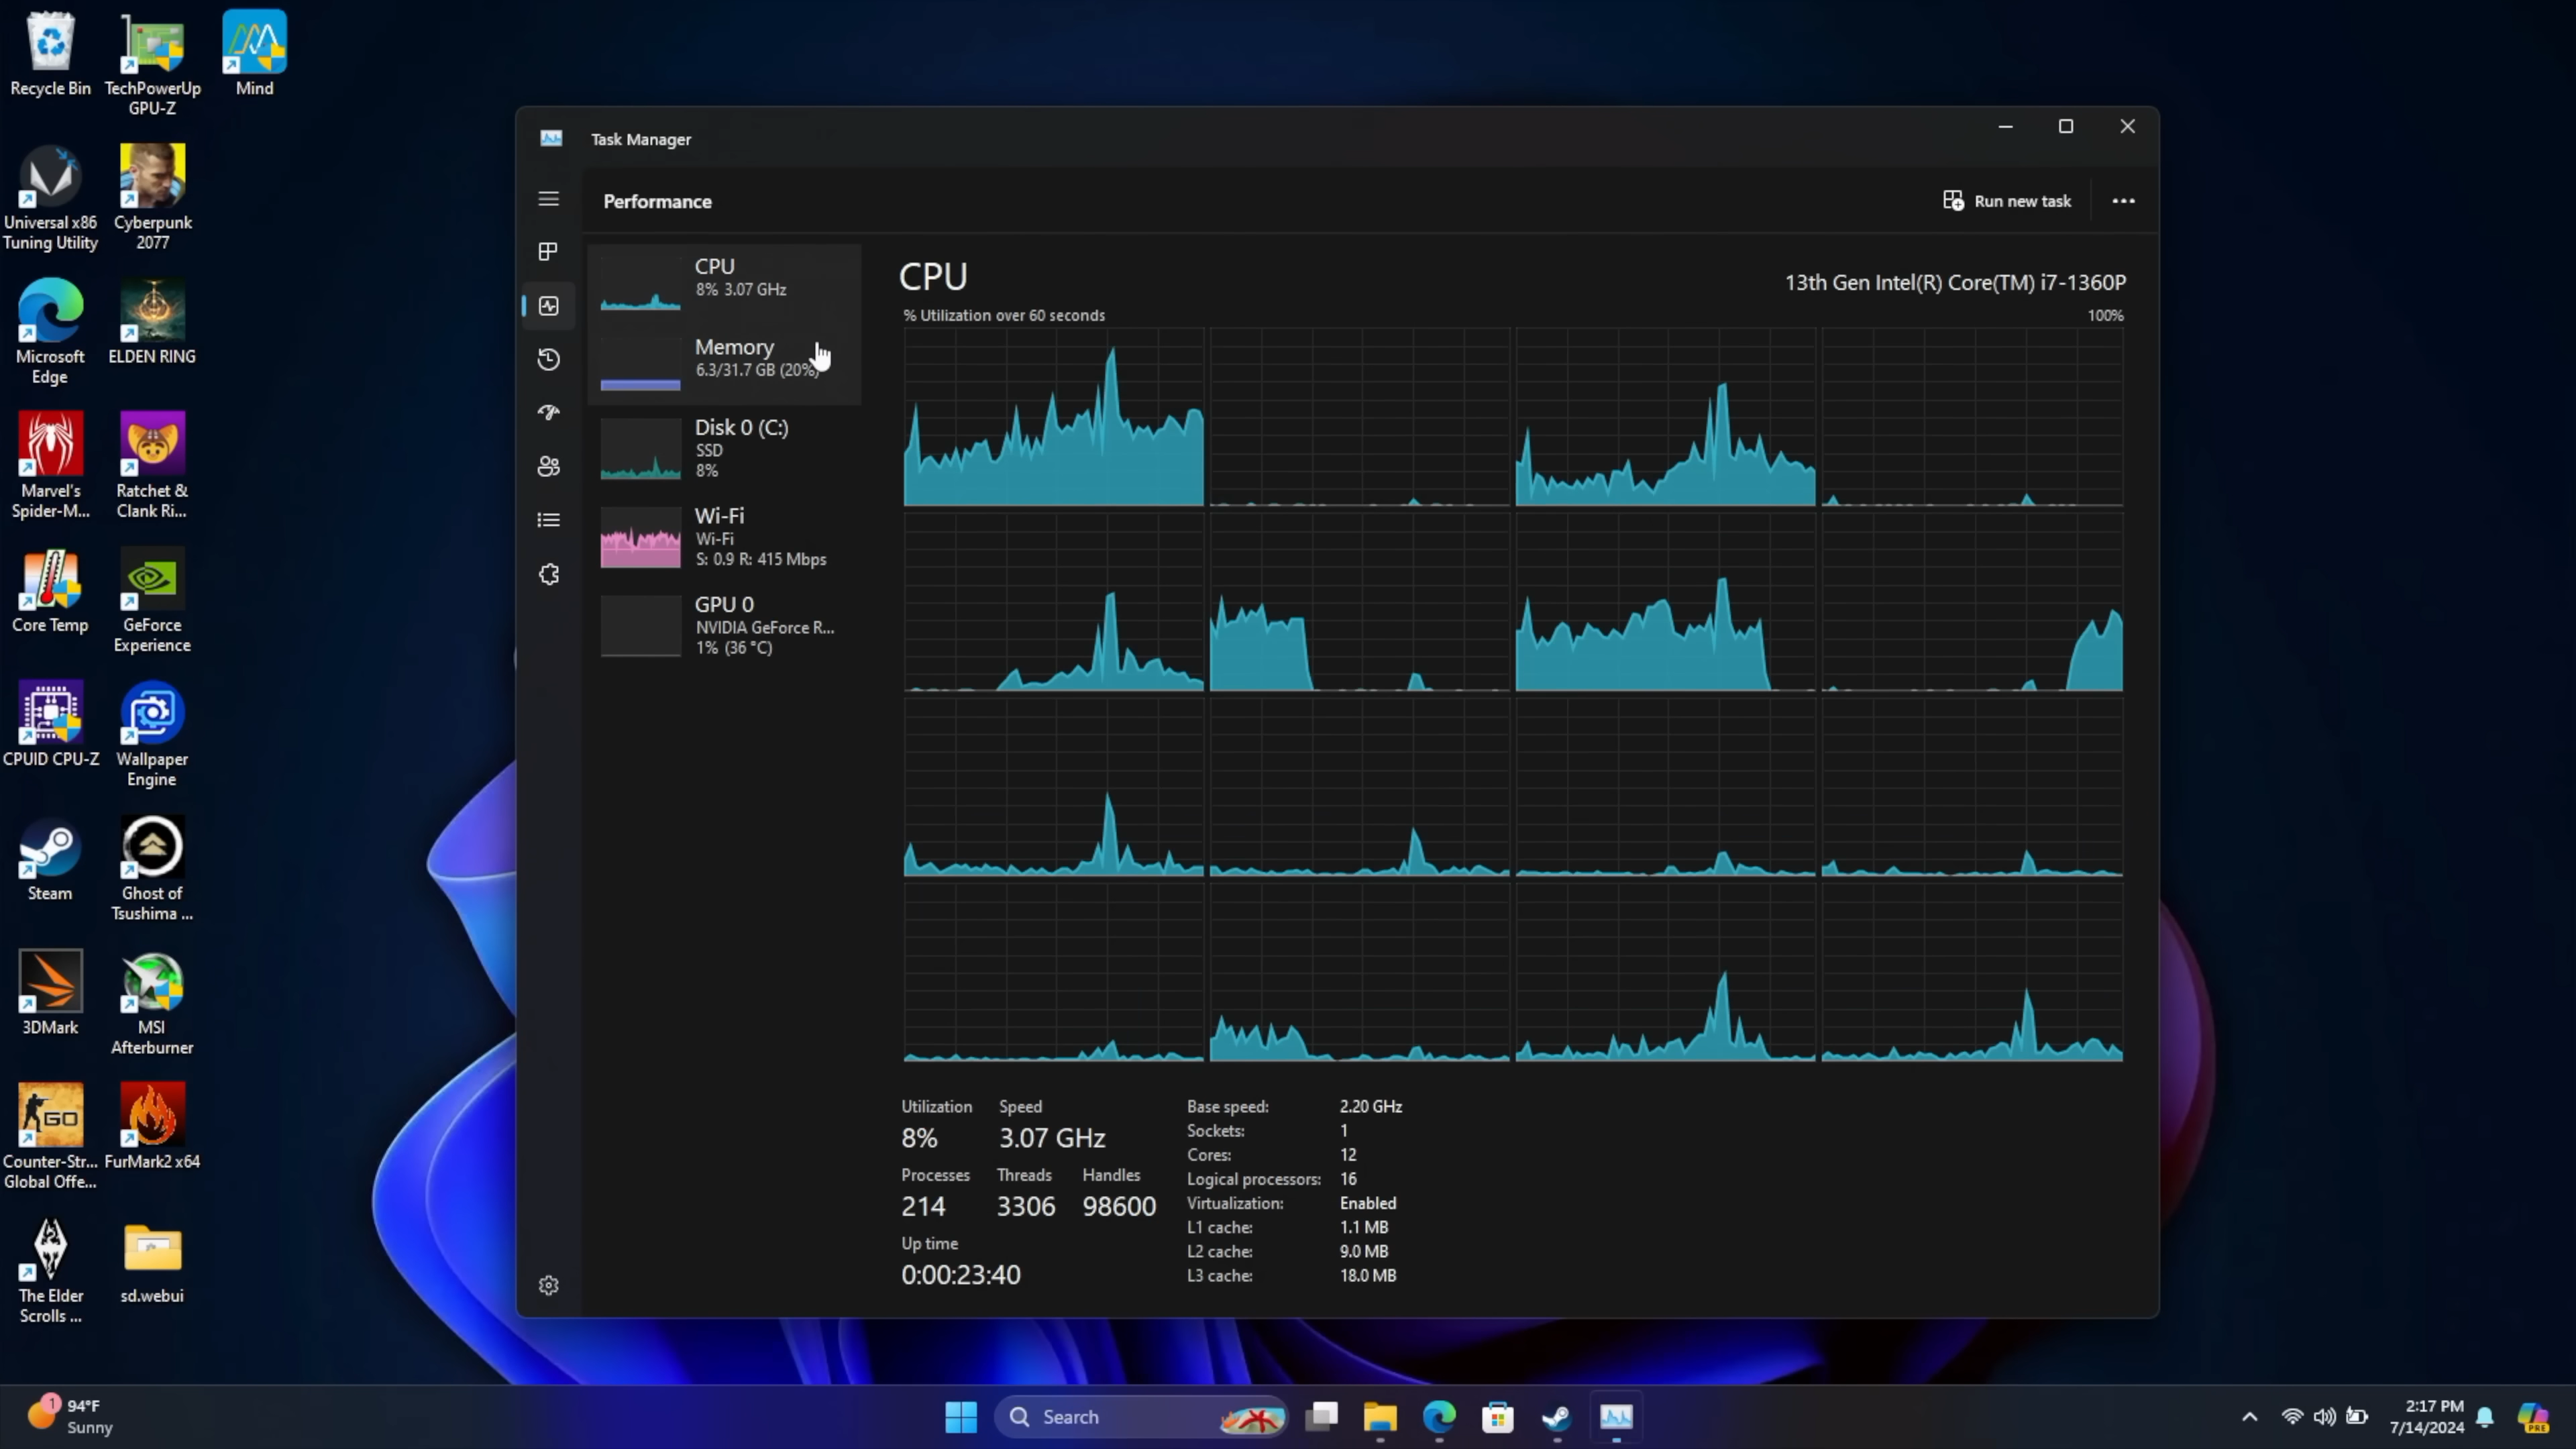 Recycle Bin
TechPowerUp
GPU-Z
Mind
Universal x86
Tuning Utility
Cyberpunk
2077
Microsoft
Edge
ELDEN RING
Marvel's
Spider-M...
Ratchet &
Clank Ri...
Core Temp
GeForce
Experience
CPUID CPU-Z
Wallpaper
Engine
Steam
Ghost of
Tsushima ...
3DMark
MSI
Afterburner
GO
Counter-Str...
Global Offe...
FurMark2 x64
The Elder
Scrolls ...
sd.webui
Task Manager
Performance
Run new task
CPU
8% 3.07 GHz
Memory
6.3/31.7 GB (20%)
Disk 0 (C:)
SSD
8%
Wi-Fi
Wi-Fi
S: 0.9 R: 415 Mbps
GPU 0
NVIDIA GeForce R...
1% (36 °C)
CPU
13th Gen Intel(R) Core(TM) i7-1360P
% Utilization over 60 seconds
100%
Utilization
8%
Speed
3.07 GHz
Processes
214
Threads
3306
Handles
98600
Up time
0:00:23:40
Base speed: 2.20 GHz
Sockets: 1
Cores: 12
Logical processors: 16
Virtualization: Enabled
L1 cache: 1.1 MB
L2 cache: 9.0 MB
L3 cache: 18.0 MB
1
94°F
Sunny
Search
2:17 PM
7/14/2024
PRE